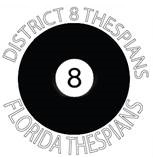 DISTRICT 8 THESPIANS
8
FLORIDA THESPIANS